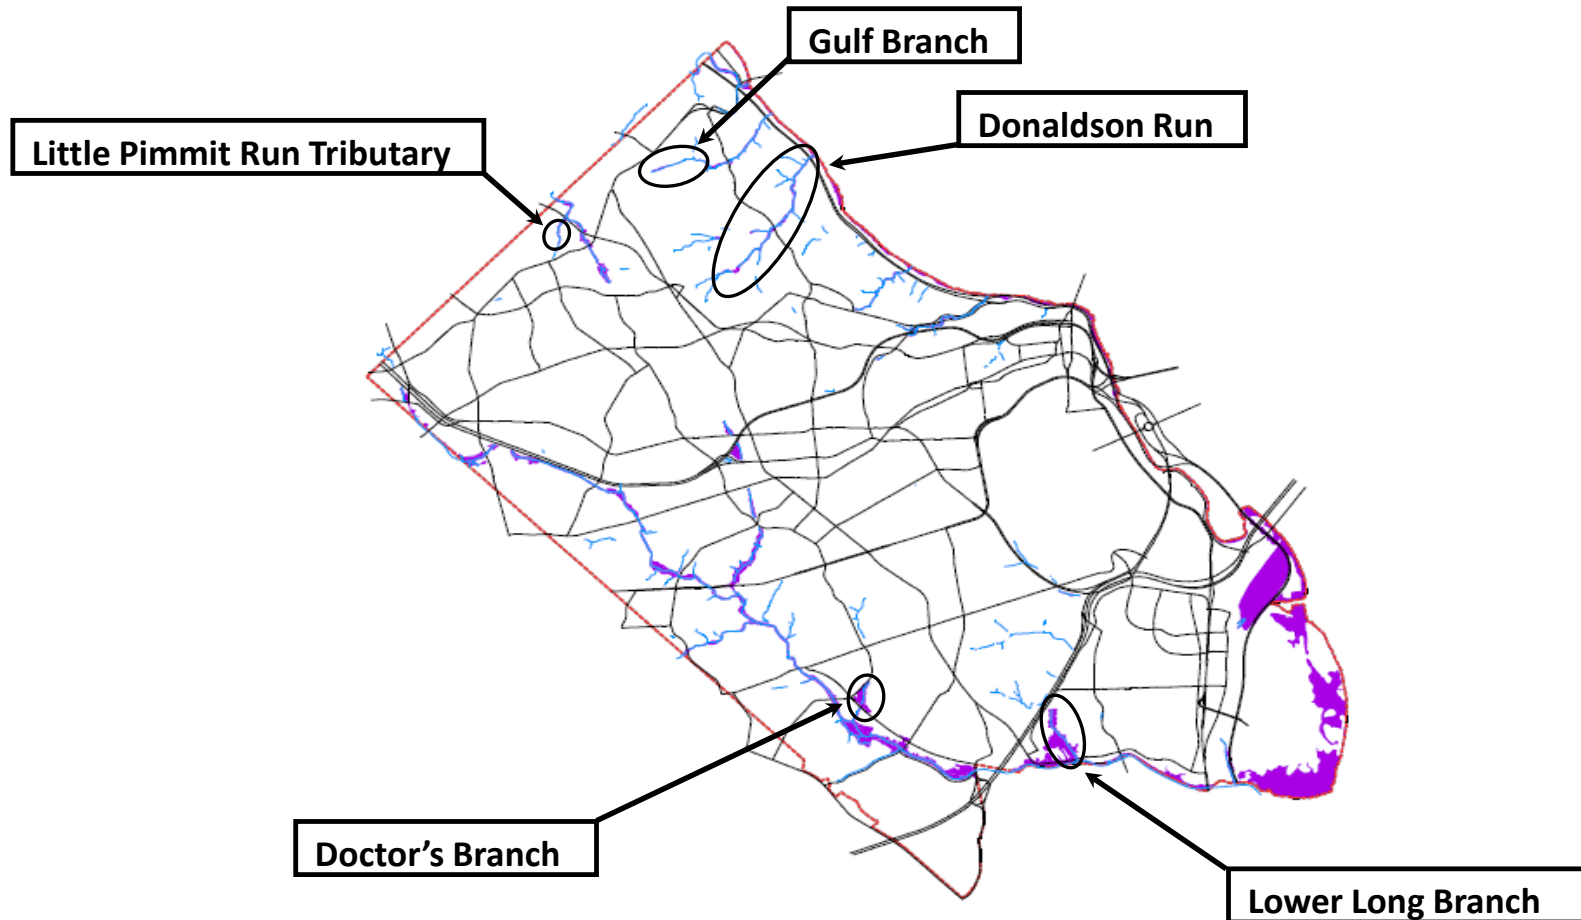 Gulf Branch
Donaldson Run
Little Pimmit Run Tributary
Doctor’s Branch
Lower Long Branch